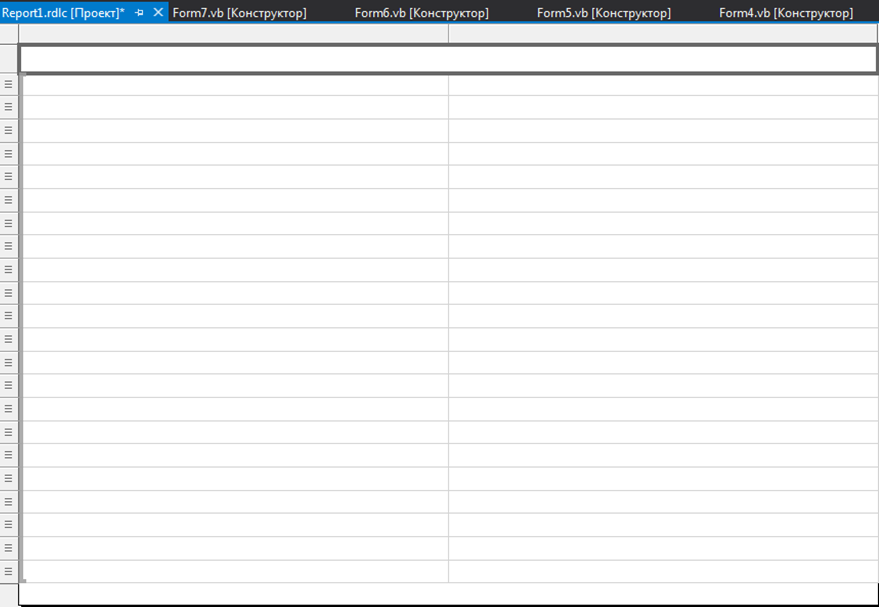 Report1.rdlc [Проект]*
Form7.vb [Конструктор]
Form6.vb [Конструктор]
Form5.vb [Конструктор]
Form4.vb [Конструктор]